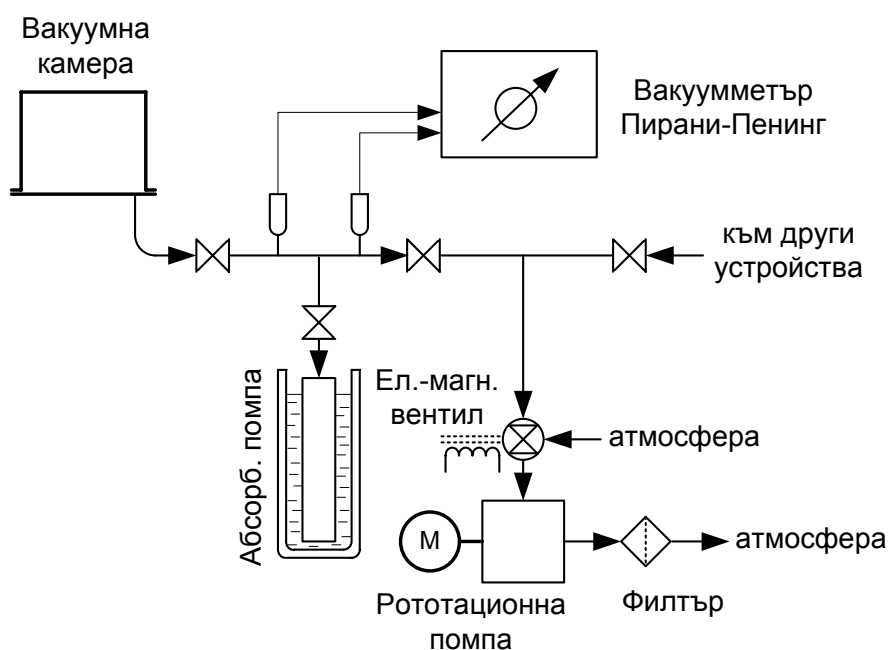 Вакуумна
камера
Вакуумметър
Пирани-Пенинг
към други
устройства
Абсорб. помпа
Ел.-магн.
вентил
атмосфера
М
атмосфера
Рототационна
помпа
Филтър